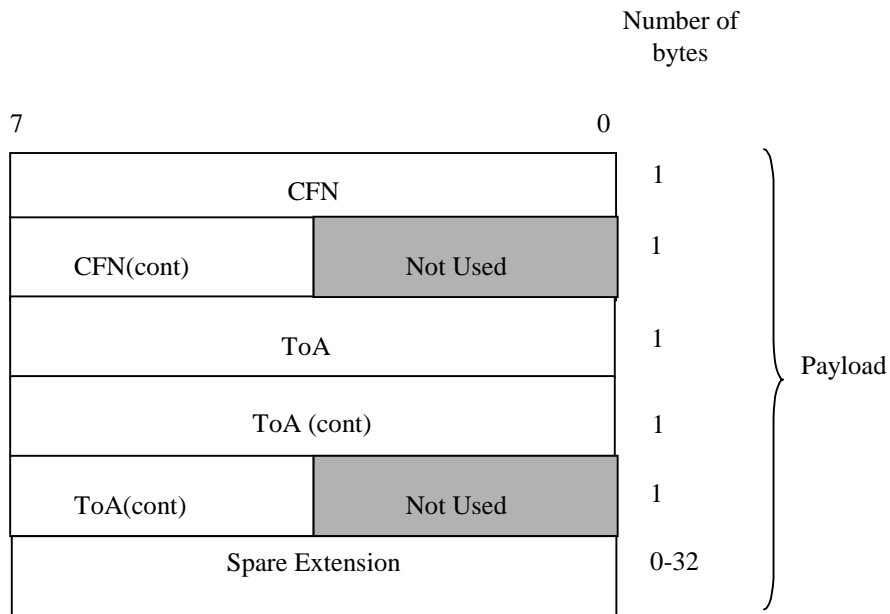 Number of
bytes
7 0
CFN 1
CFN(cont) Not Used 1
ToA 1
Payload
ToA (cont) 1
ToA(cont) Not Used 1
Spare Extension 0-32